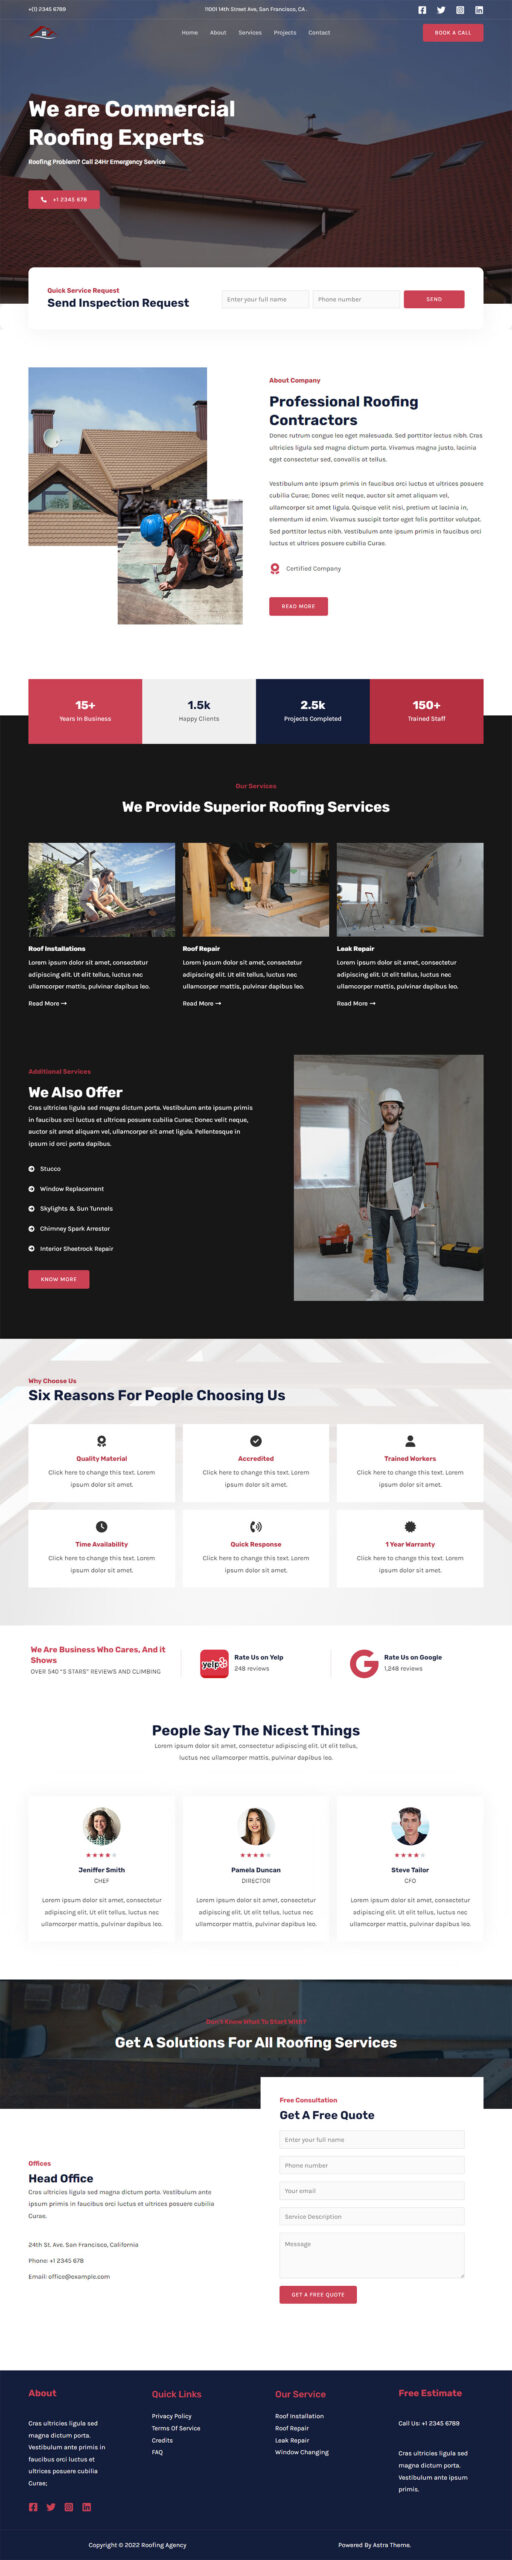 +(1) 2345 6789
11001 14th Street Ave, San Francisco, CA .
Home About Services Projects Contact
BOOK A CALL
We are Commercial
Roofing Experts
Roofing Problem? Call 24Hr Emergency Service
+1 2345 678
Quick Service Request
Send Inspection Request
Enter your full name
Phone number
SEND
About Company
Professional Roofing
Contractors
Donec rutrum congue leo eget malesuada. Sed porttitor lectus nibh. Cras
ultricies ligula sed magna dictum porta. Vivamus magna justo, lacinia
eget consectetur sed, convallis at tellus.
Vestibulum ante ipsum primis in faucibus orci luctus et ultrices posuere
cubilia Curae; Donec velit neque, auctor sit amet aliquam vel,
ullamcorper sit amet ligula. Quisque velit nisi, pretium ut lacinia in,
elementum id enim. Vivamus suscipit tortor eget felis porttitor volutpat.
Sed porttitor lectus nibh. Vestibulum ante ipsum primis in faucibus orci
luctus et ultrices posuere cubilia Curae.
Certified Company
READ MORE
15+
Years In Business
1.5k
Happy Clients
2.5k
Projects Completed
150+
Trained Staff
Our Services
We Provide Superior Roofing Services
Roof Installations
Lorem ipsum dolor sit amet, consectetur
adipiscing elit. Ut elit tellus, luctus nec
ullamcorper mattis, pulvinar dapibus leo.
Read More →
Roof Repair
Lorem ipsum dolor sit amet, consectetur
adipiscing elit. Ut elit tellus, luctus nec
ullamcorper mattis, pulvinar dapibus leo.
Read More →
Leak Repair
Lorem ipsum dolor sit amet, consectetur
adipiscing elit. Ut elit tellus, luctus nec
ullamcorper mattis, pulvinar dapibus leo.
Read More →
Additional Services
We Also Offer
Cras ultricies ligula sed magna dictum porta. Vestibulum ante ipsum primis
in faucibus orci luctus et ultrices posuere cubilia Curae; Donec velit neque,
auctor sit amet aliquam vel, ullamcorper sit amet ligula. Pellentesque in
ipsum id orci porta dapibus.
Stucco
Window Replacement
Skylights & Sun Tunnels
Chimney Spark Arrestor
Interior Sheetrock Repair
KNOW MORE
Why Choose Us
Six Reasons For People Choosing Us
Quality Material
Click here to change this text. Lorem
ipsum dolor sit amet.
Accredited
Click here to change this text. Lorem
ipsum dolor sit amet.
Trained Workers
Click here to change this text. Lorem
ipsum dolor sit amet.
Time Availability
Click here to change this text. Lorem
ipsum dolor sit amet.
Quick Response
Click here to change this text. Lorem
ipsum dolor sit amet.
1 Year Warranty
Click here to change this text. Lorem
ipsum dolor sit amet.
We Are Business Who Cares, And it
Shows
OVER 540 "5 STARS" REVIEWS AND CLIMBING
yelp
Rate Us on Yelp
248 reviews
G
Rate Us on Google
1,248 reviews
People Say The Nicest Things
Lorem ipsum dolor sit amet, consectetur adipiscing elit. Ut elit tellus,
luctus nec ullamcorper mattis, pulvinar dapibus leo.
Jeniffer Smith
CHEF
Lorem ipsum dolor sit amet, consectetur
adipiscing elit. Ut elit tellus, luctus nec
ullamcorper mattis, pulvinar dapibus leo.
Pamela Duncan
DIRECTOR
Lorem ipsum dolor sit amet, consectetur
adipiscing elit. Ut elit tellus, luctus nec
ullamcorper mattis, pulvinar dapibus leo.
Steve Tailor
CFO
Lorem ipsum dolor sit amet, consectetur
adipiscing elit. Ut elit tellus, luctus nec
ullamcorper mattis, pulvinar dapibus leo.
Don't Know What To Start With?
Get A Solutions For All Roofing Services
Offices
Head Office
Cras ultricies ligula sed magna dictum porta. Vestibulum ante
ipsum primis in faucibus orci luctus et ultrices posuere cubilia
Curae.
24th St. Ave. San Francisco, California
Phone: +1 2345 678
Email: office@example.com
Free Consultation
Get A Free Quote
Enter your full name
Phone number
Your email
Service Description
Message
GET A FREE QUOTE
About
Cras ultricies ligula sed
magna dictum porta.
Vestibulum ante ipsum primis in
faucibus orci luctus et
ultrices posuere cubilia
Curae;
Quick Links
Privacy Policy
Terms Of Service
Credits
FAQ
Our Service
Roof Installation
Roof Repair
Leak Repair
Window Changing
Free Estimate
Call Us: +1 2345 6789
Cras ultricies ligula sed
magna dictum porta.
Vestibulum ante ipsum
primis.
Copyright © 2022 Roofing Agency
Powered By Astra Theme.